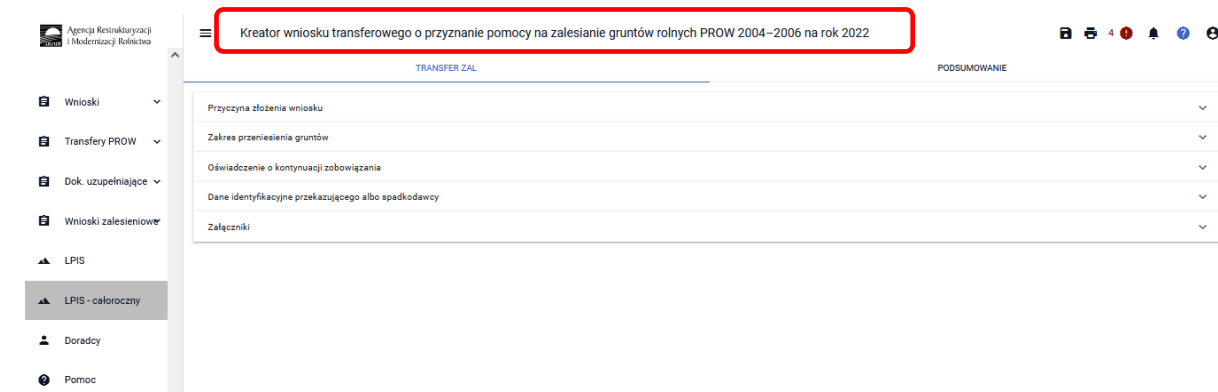 Agencja Restrukturyzacji
i Modernizacji Rolnictwa
Kreator wniosku transferowego o przyznanie pomocy na zalesianie gruntów rolnych PROW 2004–2006 na rok 2022
4
TRANSFER ZAL
PODSUMOWANIE
Wnioski
Transfery PROW
Dok. uzupełniające
Wnioski zalesieniowe
LPIS
LPIS - całoroczny
Doradcy
Pomoc
Przyczyna złożenia wniosku
Zakres przeniesienia gruntów
Oświadczenie o kontynuacji zobowiązania
Dane identyfikacyjne przekazującego albo spadkodawcy
Załączniki